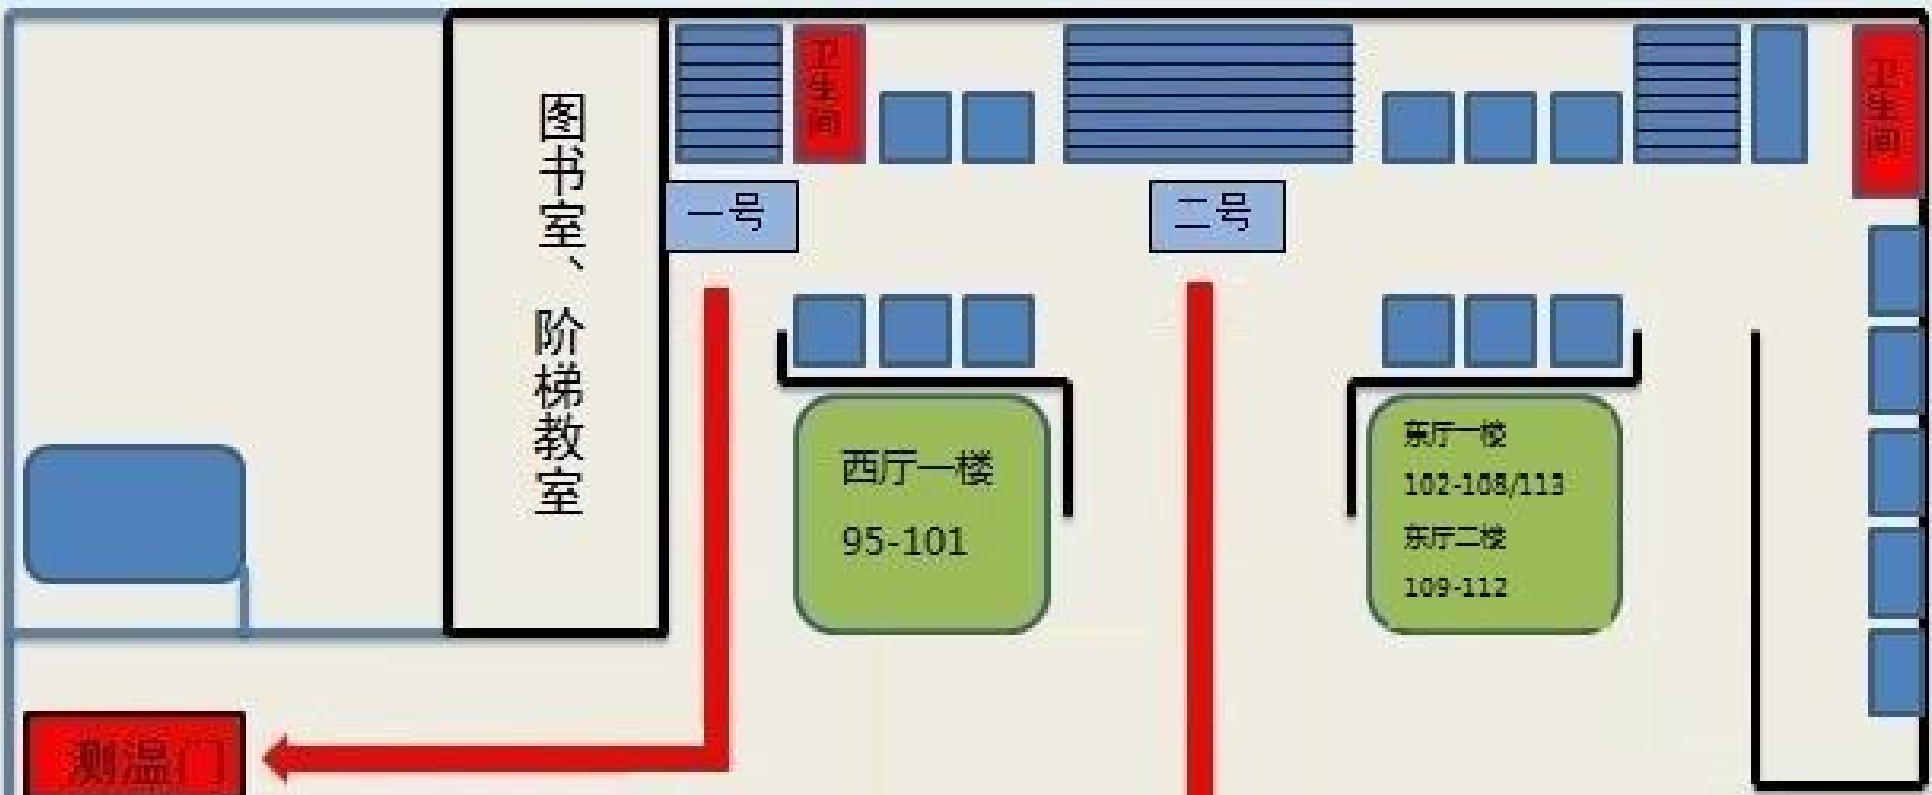 图书室、阶梯教室
卫生间
卫生间
一号
二号
西厅一楼
95-101
东厅一楼
102-108/113
东厅二楼
109-112
测温门